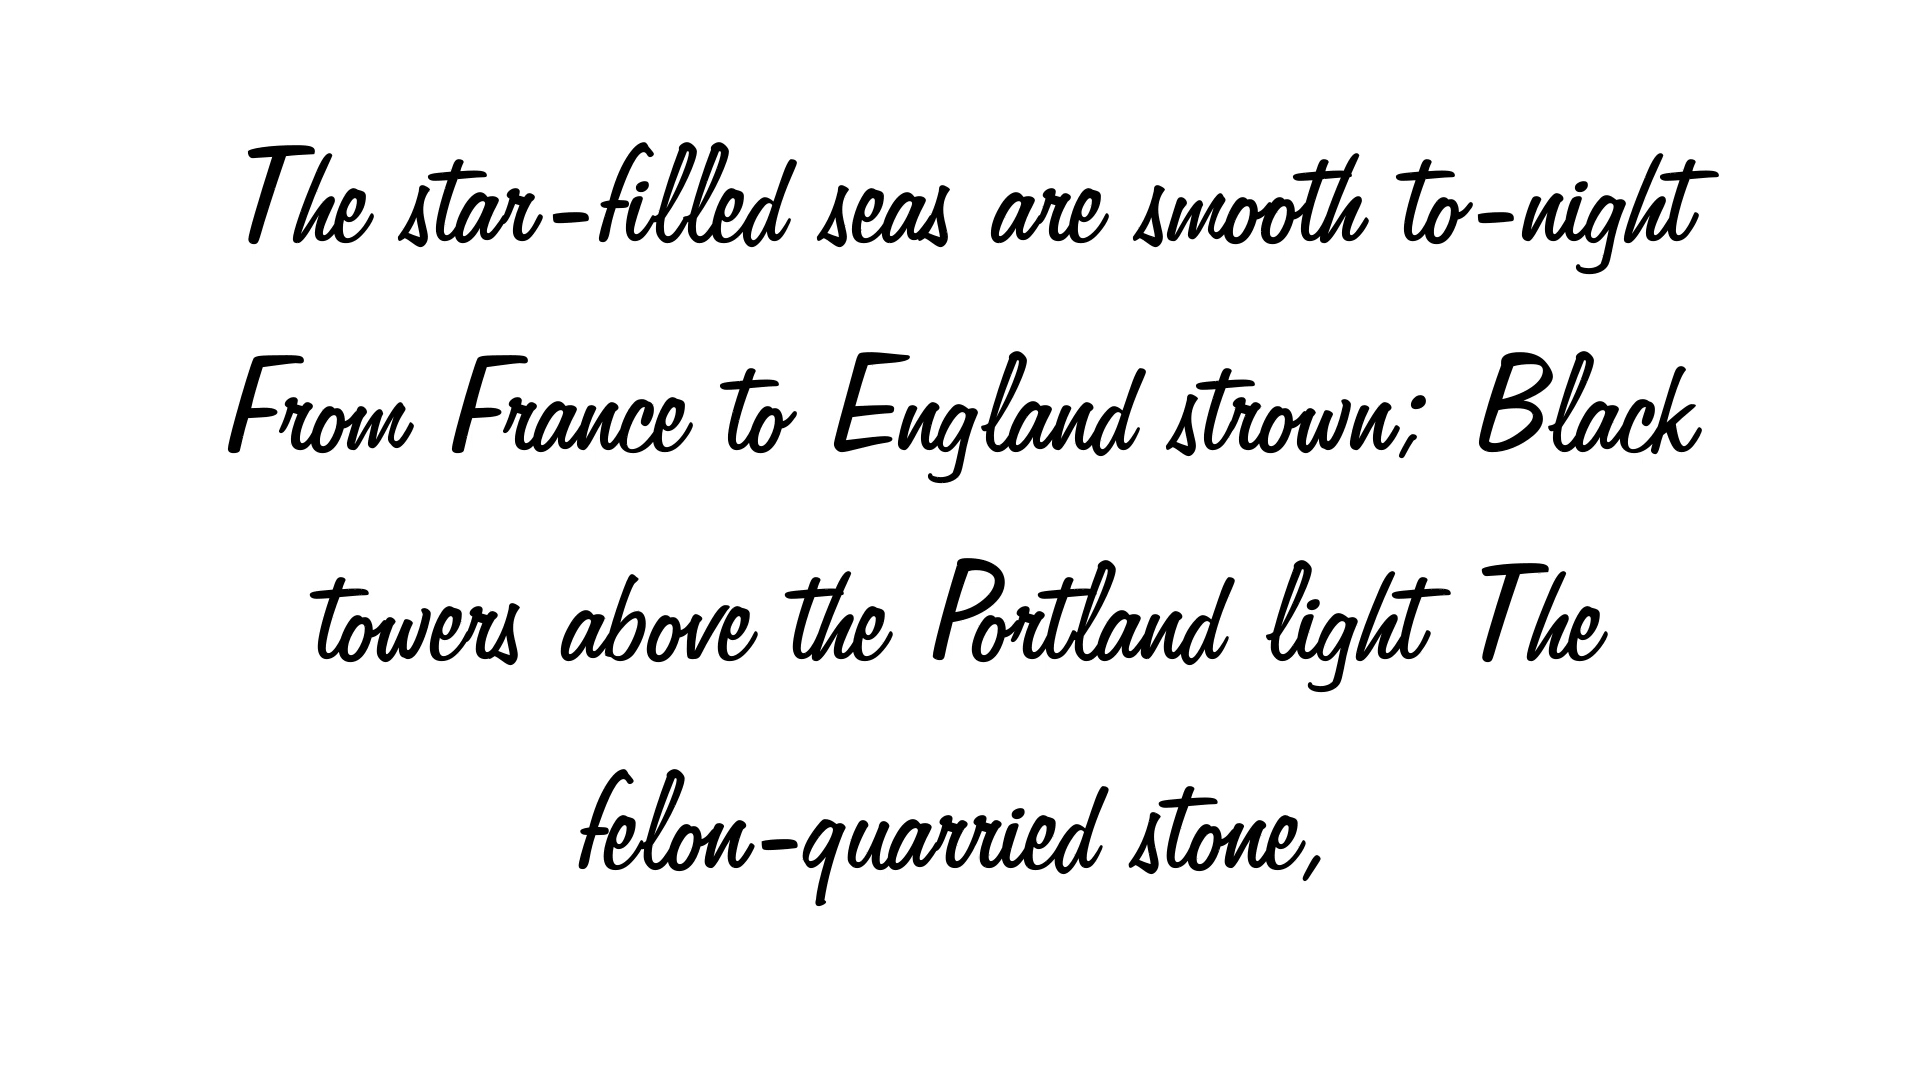 The star-filled seas are smooth to-night
From France to England strown; Black
towers above the Portland light The
felon-quarried stone,